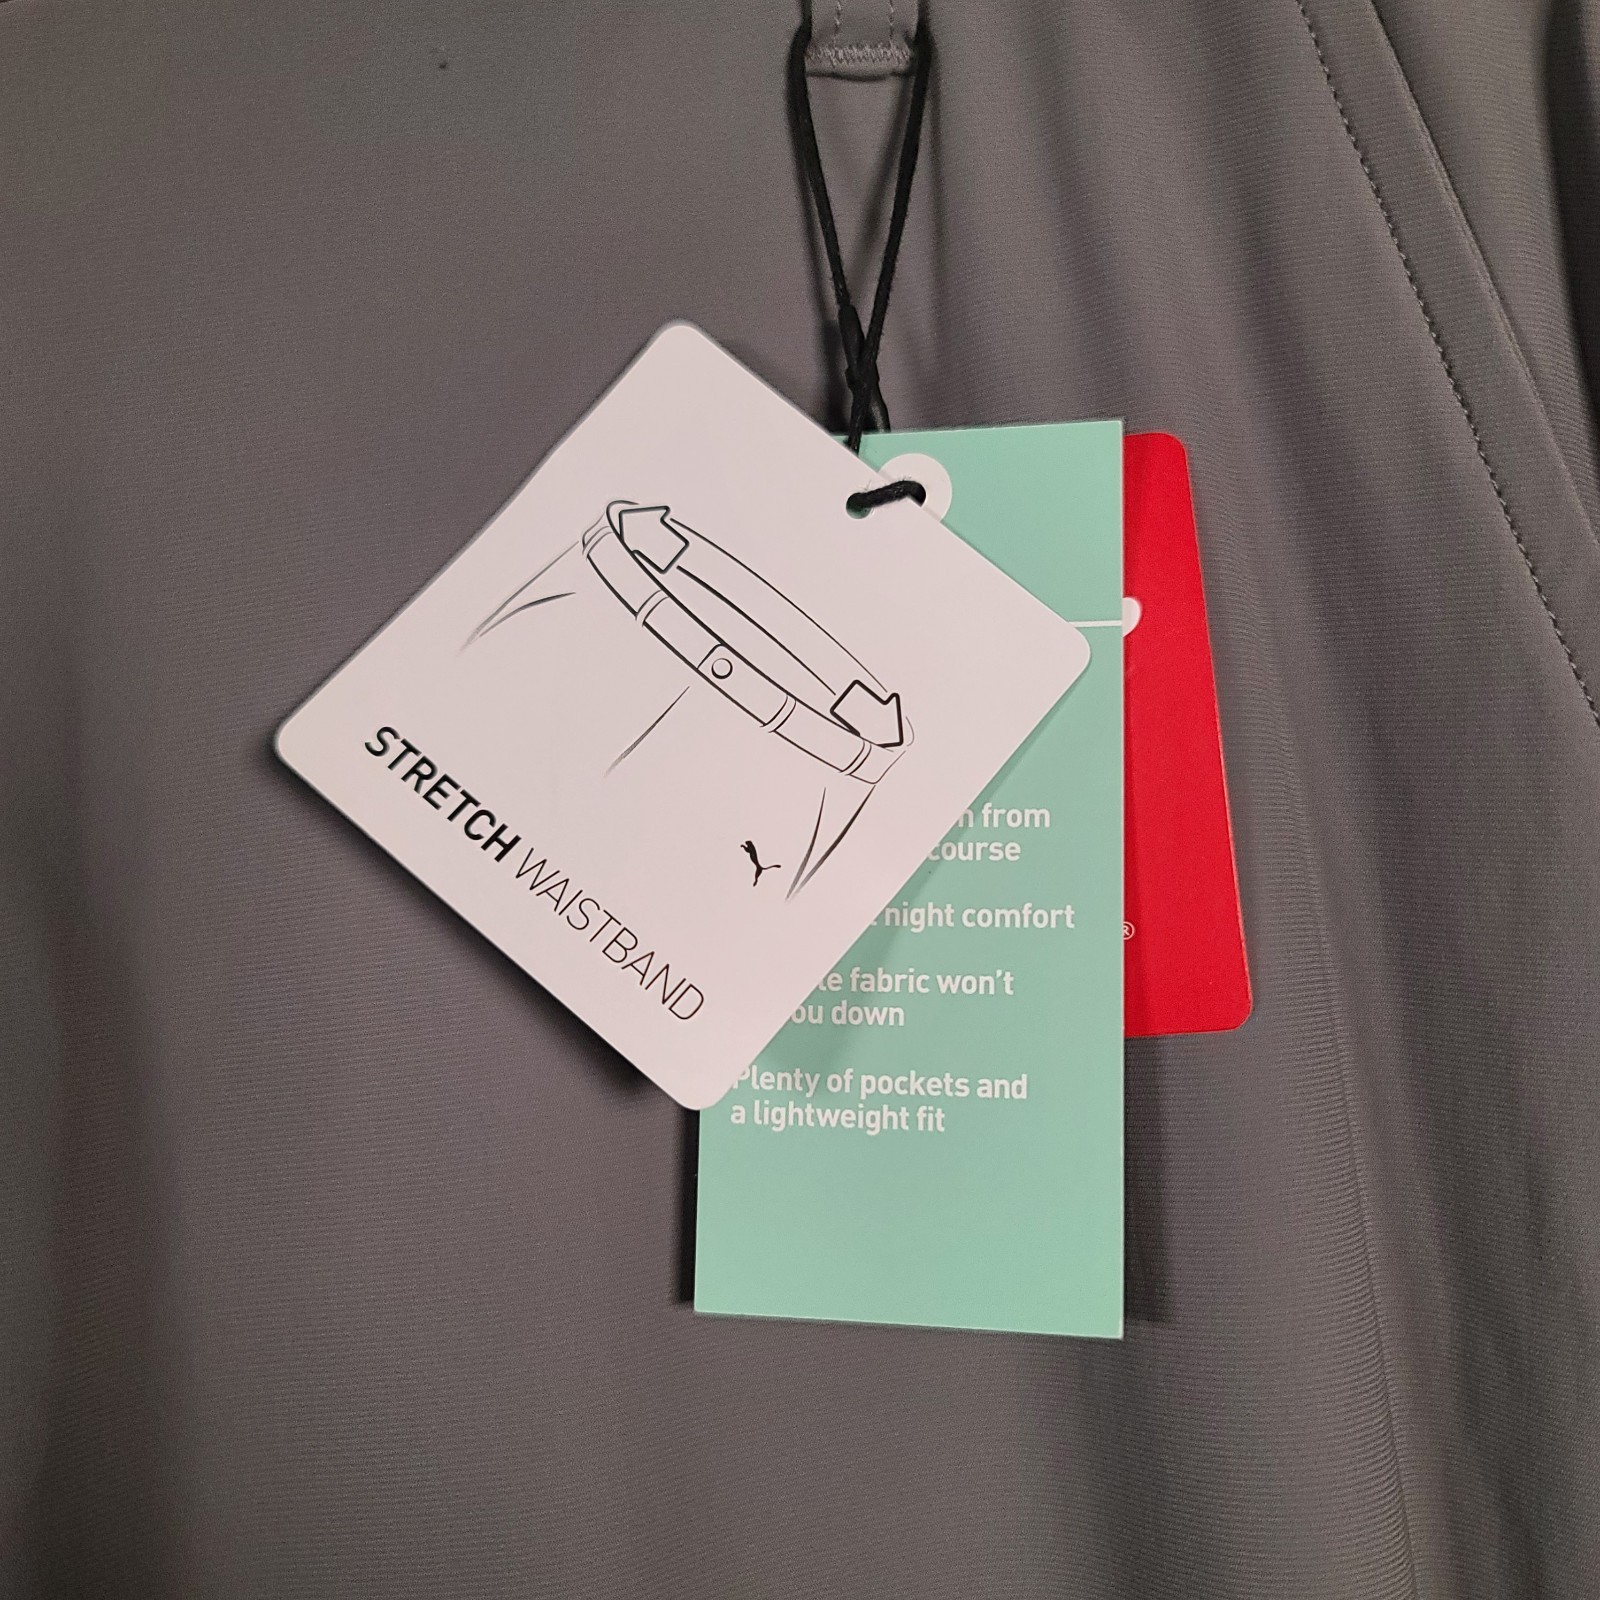 STRETCH WAISTBAND
from
course
night comfort
fabric won't
down
Plenty of pockets and
a lightweight fit
®